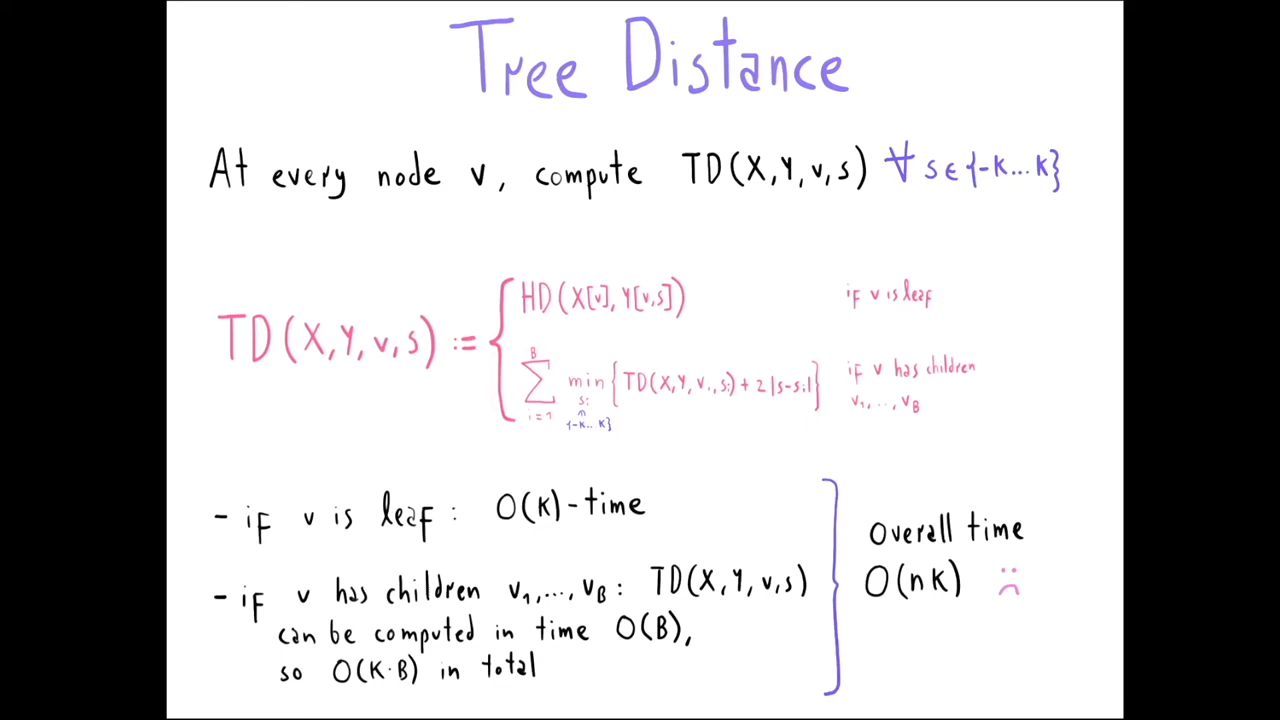 Tree Distance
At every node v, compute TD(X,Y,v,s) ∀ s ∈ {-K...K}
TD(X,Y,v,s) := { HD(X[v], Y[v,s]) if v is leaf
B
∑ min {TD(X,Y,vᵢ,sᵢ) + 2|s-sᵢ|} if v has children
i=1 sᵢ v₁,...,v_B
∈
{-K...K}
- if v is leaf: O(K)-time
Overall time
O(nK) :(
- if v has children v₁,...,v_B: TD(X,Y,v,s)
can be computed in time O(B),
so O(K·B) in total